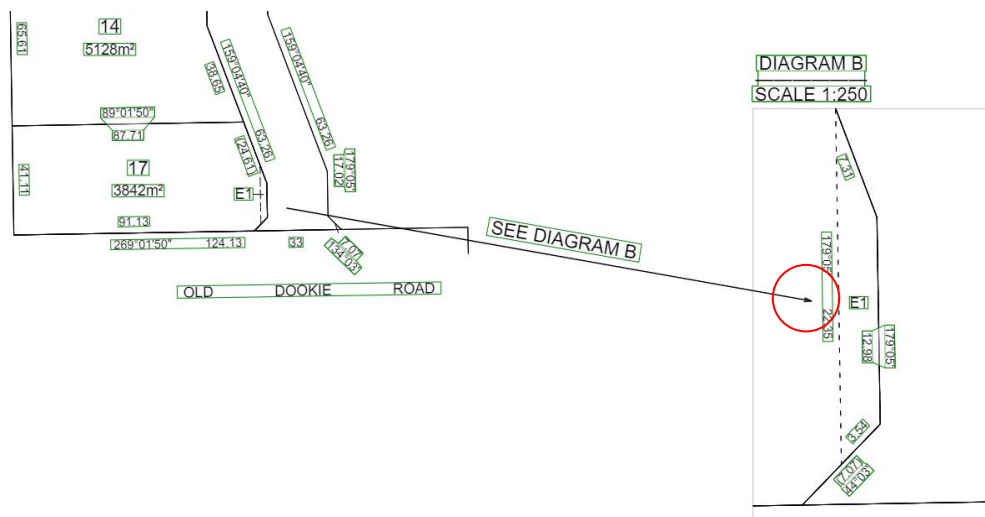 65.61
14
5128m²
159°04'40"
38.65
63.26
159°04'40"
63.26
89°01'50"
87.71
(24.61)
179°05'
17.02
41.11
17
3842m²
E1
91.13
269°01'50" 124.13 33
7.07
134°03'
OLD DOOKIE ROAD
SEE DIAGRAM B
DIAGRAM B
SCALE 1:250
7.31
179°05' 22.35
E1
179°05'
12.98
3.54
(7.07)
44°03'